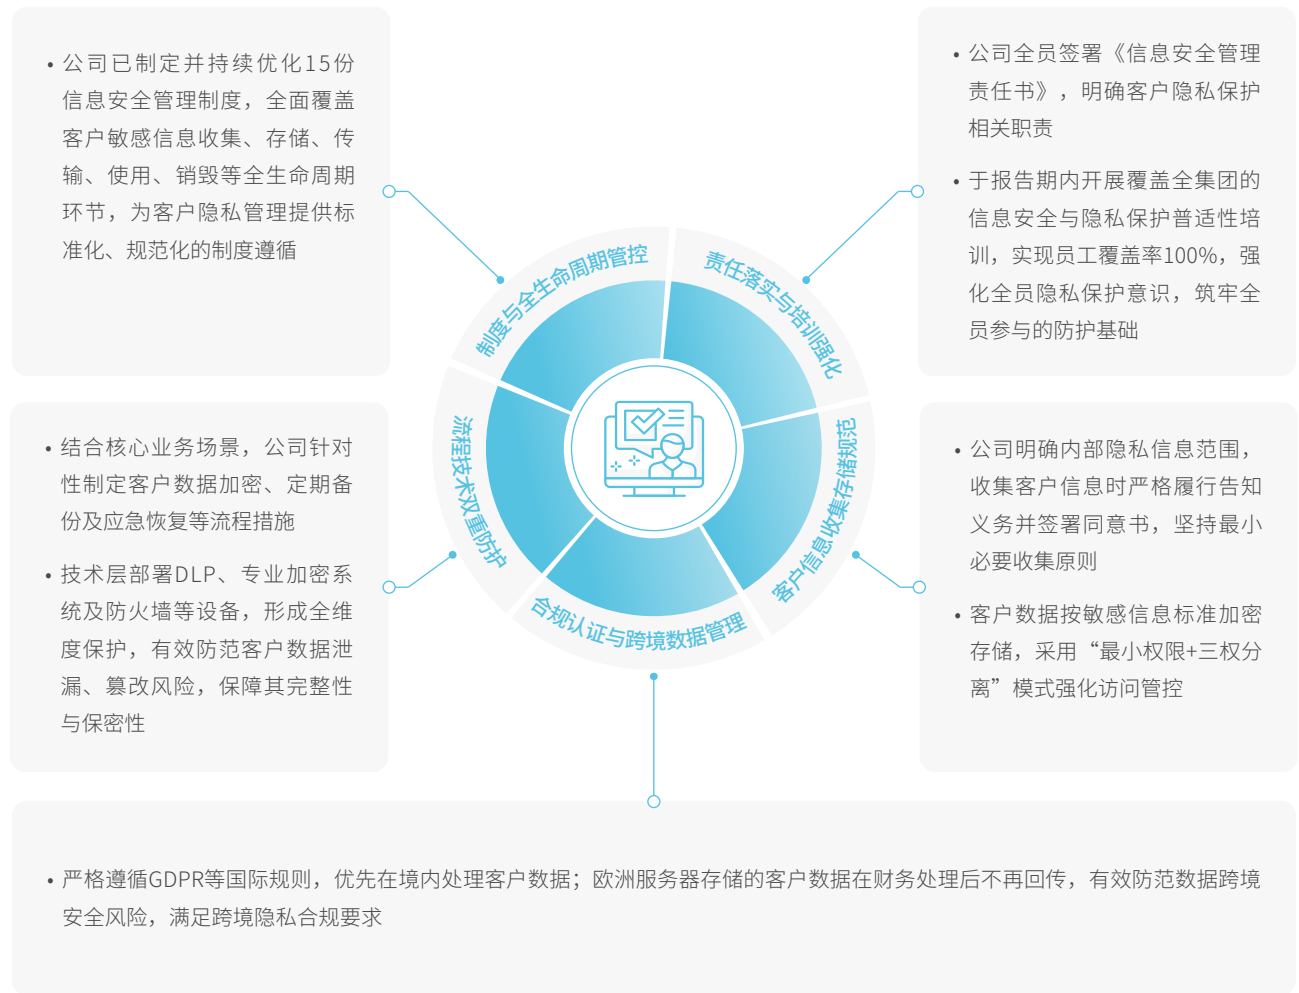 • 公司已制定并持续优化15份
信息安全管理制度，全面覆盖
客户敏感信息收集、存储、传
输、使用、销毁等全生命周期
环节，为客户隐私管理提供标
准化、规范化的制度遵循
• 公司全员签署《信息安全管理
责任书》，明确客户隐私保护
相关职责
• 于报告期内开展覆盖全集团的
信息安全与隐私保护普适性培
训，实现员工覆盖率100%，强
化全员隐私保护意识，筑牢全
员参与的防护基础
制度与全生命周期管控
责任落实与培训强化
流程技术双重防护
客户信息收集存储规范
合规认证与跨境数据管理
• 结合核心业务场景，公司针对
性制定客户数据加密、定期备
份及应急恢复等流程措施
• 技术层部署DLP、专业加密系
统及防火墙等设备，形成全维
度保护，有效防范客户数据泄
漏、篡改风险，保障其完整性
与保密性
• 公司明确内部隐私信息范围，
收集客户信息时严格履行告知
义务并签署同意书，坚持最小
必要收集原则
• 客户数据按敏感信息标准加密
存储，采用“最小权限+三权分
离”模式强化访问管控
• 严格遵循GDPR等国际规则，优先在境内处理客户数据；欧洲服务器存储的客户数据在财务处理后不再回传，有效防范数据跨境
安全风险，满足跨境隐私合规要求